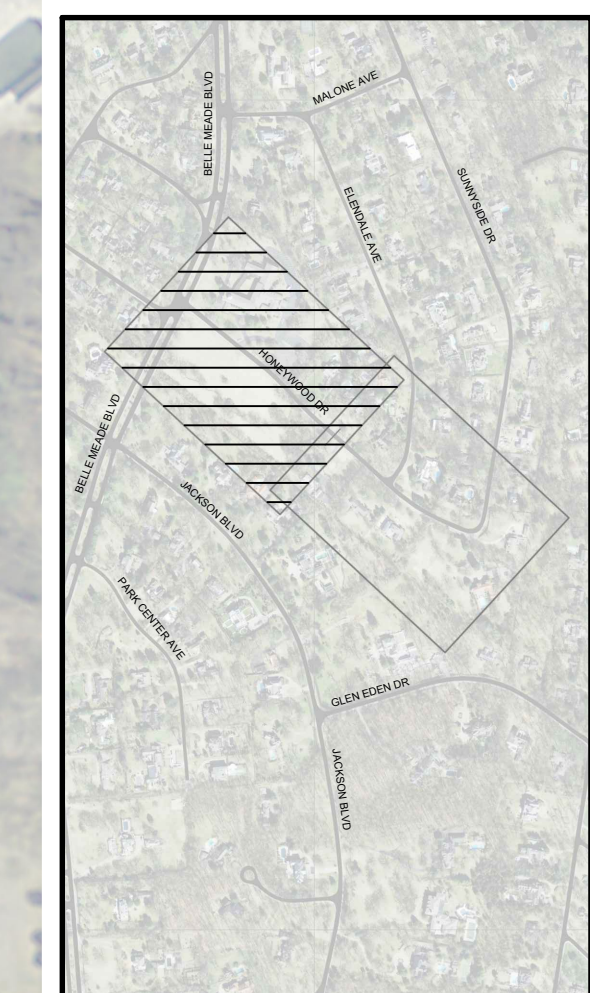 BELLE MEADE BLVD
MALONE AVE
SUNNYSIDE DR
ELENDALE AVE
HONEYWOOD DR
BELLE MEADE BLVD
JACKSON BLVD
PARK CENTER AVE
GLEN EDEN DR
JACKSON BLVD